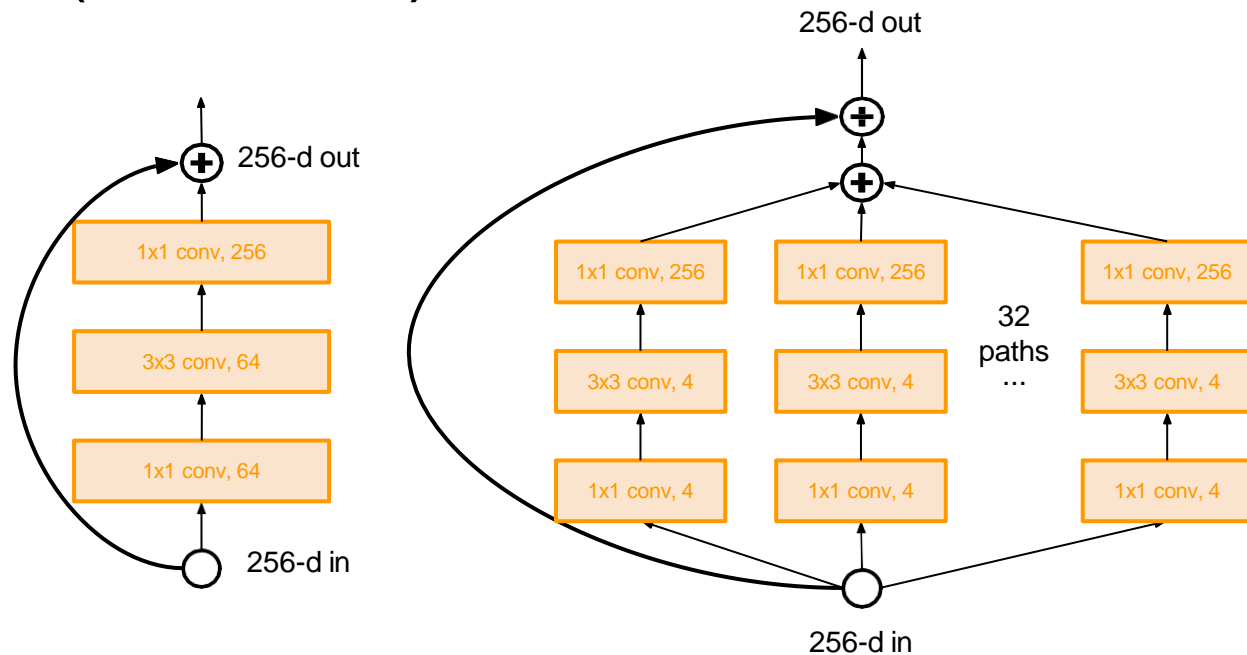 256-d out
1x1 conv, 256
3x3 conv, 64
1x1 conv, 64
256-d in
256-d out
1x1 conv, 256
1x1 conv, 256
1x1 conv, 256
32
paths
...
3x3 conv, 4
3x3 conv, 4
3x3 conv, 4
1x1 conv, 4
1x1 conv, 4
1x1 conv, 4
256-d in